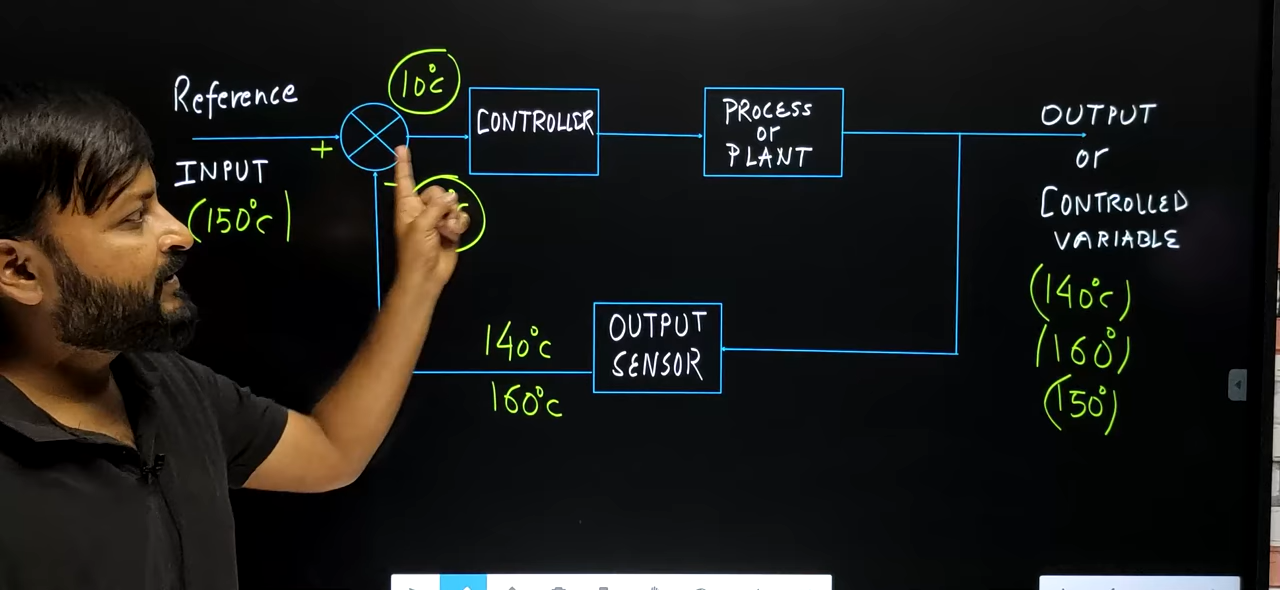 Reference
INPUT
(150°c)
+
10°c
-
CONTROLLER
PROCESS
or
PLANT
OUTPUT
or
CONTROLLED
VARIABLE
(140°c)
(160°)
(150°)
OUTPUT
SENSOR
140°c
160°c